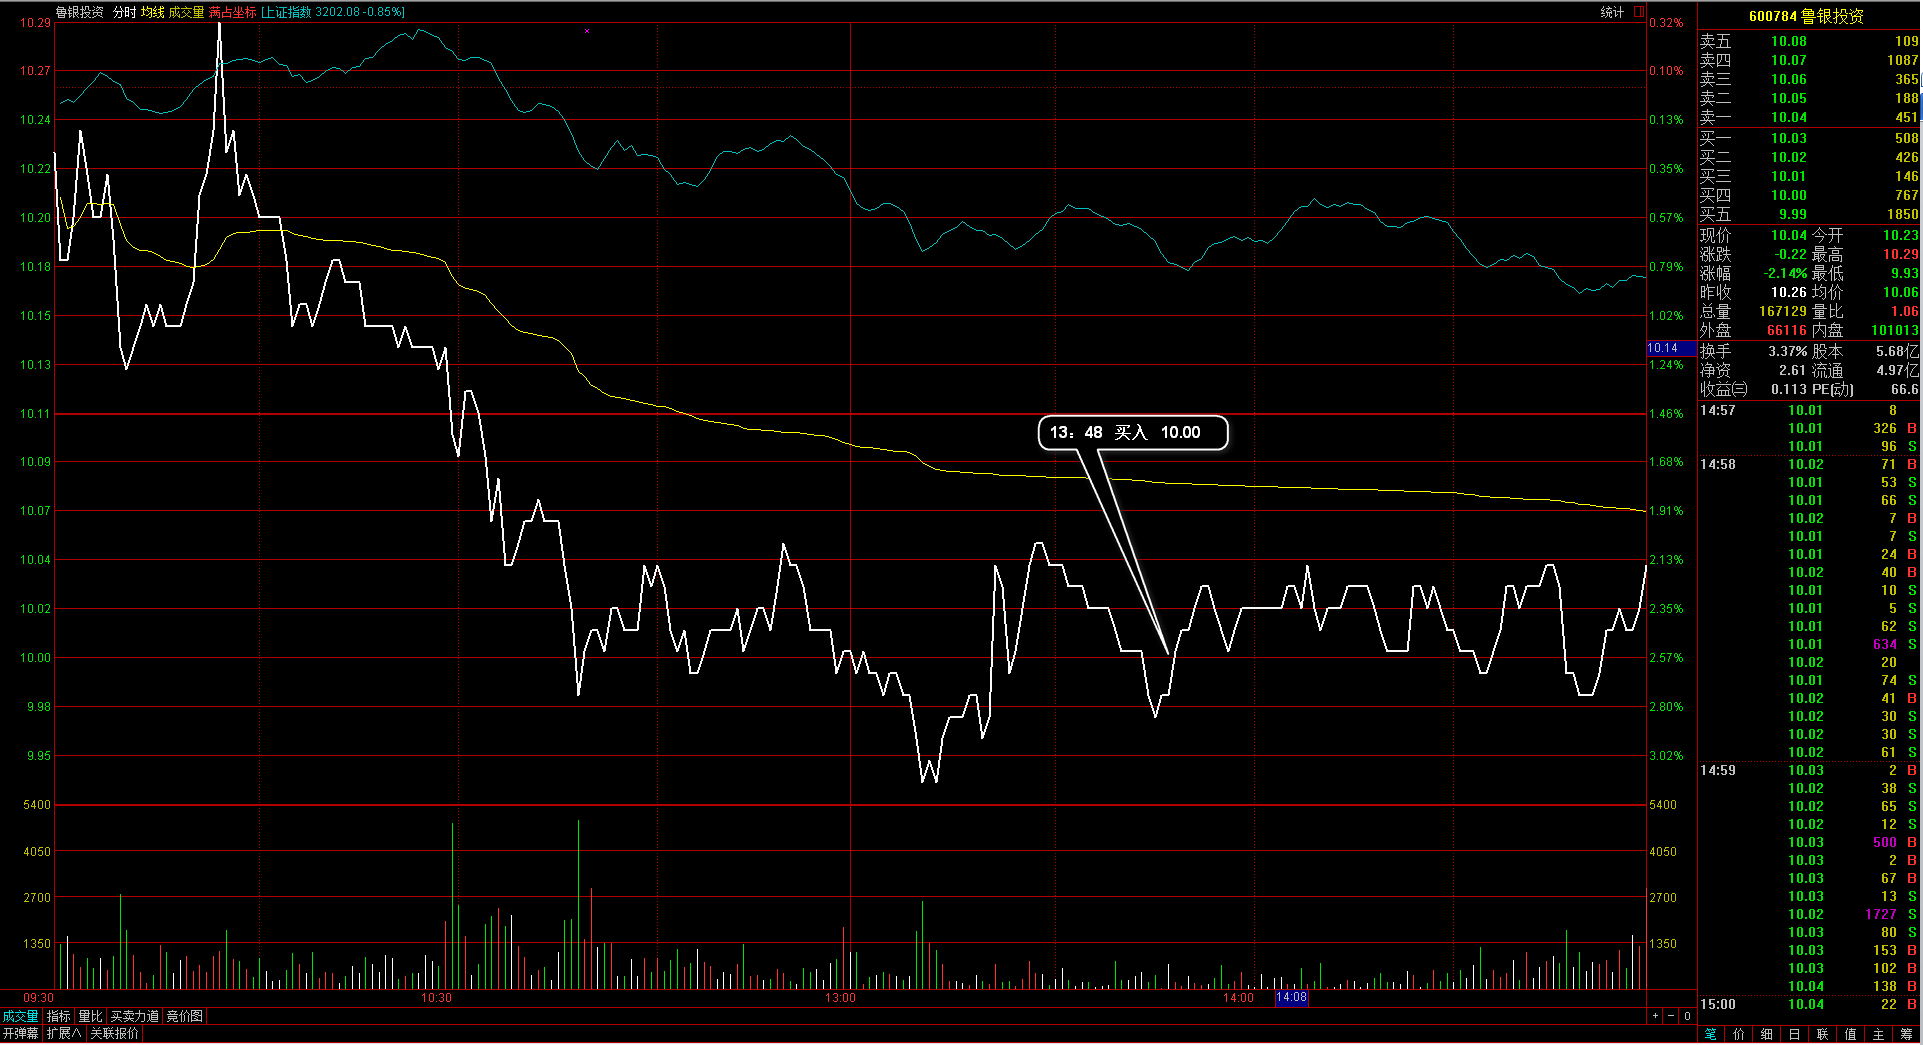 鲁银投资 分时 均线 成交量 满占坐标 [上证指数 3202.08 -0.85%]
统计
10.29 0.32%
10.27 0.10%
10.24 0.13%
10.22 0.35%
10.20 0.57%
10.18 0.79%
10.15 1.02%
10.14
10.13 1.24%
10.11 1.46%
13：48 买入 10.00
10.09 1.68%
10.07 1.91%
10.04 2.13%
10.02 2.35%
10.00 2.57%
9.98 2.80%
9.95 3.02%
5400 5400
4050 4050
2700 2700
1350 1350
09:30 10:30 13:00 14:00 14:08
成交量 指标 量比 买卖力道 竞价图
+ - 0
开弹幕 扩展∧ 关联报价
600784 鲁银投资
卖五 10.08 109
卖四 10.07 1087
卖三 10.06 365
卖二 10.05 188
卖一 10.04 451
买一 10.03 508
买二 10.02 426
买三 10.01 146
买四 10.00 767
买五 9.99 1850
现价 10.04 今开 10.23
涨跌 -0.22 最高 10.29
涨幅 -2.14% 最低 9.93
昨收 10.26 均价 10.06
总量 167129 量比 1.06
外盘 66116 内盘 101013
换手 3.37% 股本 5.68亿
净资 2.61 流通 4.97亿
收益㈢ 0.113 PE(动) 66.6
14:57 10.01 8
10.01 326 B
10.01 96 S
14:58 10.02 71 B
10.01 53 S
10.01 66 S
10.02 7 B
10.01 7 S
10.01 24 B
10.02 40 B
10.01 10 S
10.01 5 S
10.01 62 S
10.01 634 S
10.02 20
10.01 74 S
10.02 41 B
10.02 30 S
10.02 30 S
10.02 61 S
14:59 10.03 2 B
10.02 38 S
10.02 65 S
10.02 12 S
10.03 500 B
10.03 2 B
10.03 67 B
10.03 13 S
10.02 1727 S
10.03 80 S
10.03 153 B
10.03 102 B
10.04 138 B
15:00 10.04 22 B
笔 价 细 日 联 值 主 筹